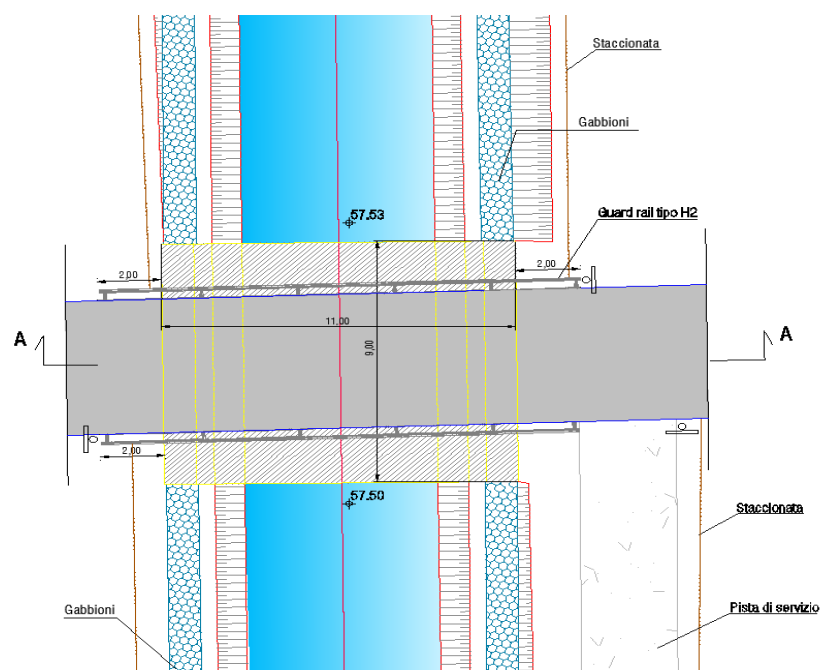 Staccionata
Gabbioni
57.53
Guard rail tipo H2
2,00
2,00
11,00
9,00
A
A
2,00
57.50
Staccionata
Gabbioni
Pista di servizio